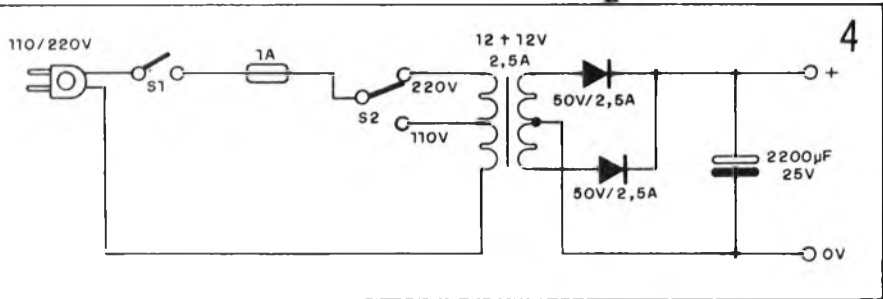 4
110/220V
S1
1A
S2
220V
110V
12 + 12V
2,5A
50V/2,5A
50V/2,5A
+
2200µF
25V
0V